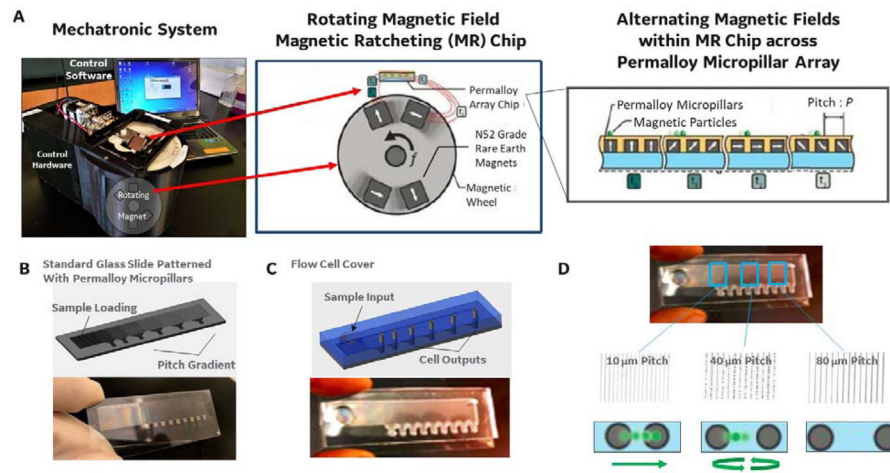 A
Mechatronic System
Control
Software
Control
Hardware
Rotating
Magnet
Rotating Magnetic Field
Magnetic Ratcheting (MR) Chip
Permalloy
Array Chip
N52 Grade
Rare Earth
Magnets
Magnetic
Wheel
f
Alternating Magnetic Fields
within MR Chip across
Permalloy Micropillar Array
Permalloy Micropillars
Magnetic Particles
Pitch : P
B
Standard Glass Slide Patterned
With Permalloy Micropillars
Sample Loading
Pitch Gradient
C
Flow Cell Cover
Sample Input
Cell Outputs
D
10 µm Pitch
40 µm Pitch
80 µm Pitch